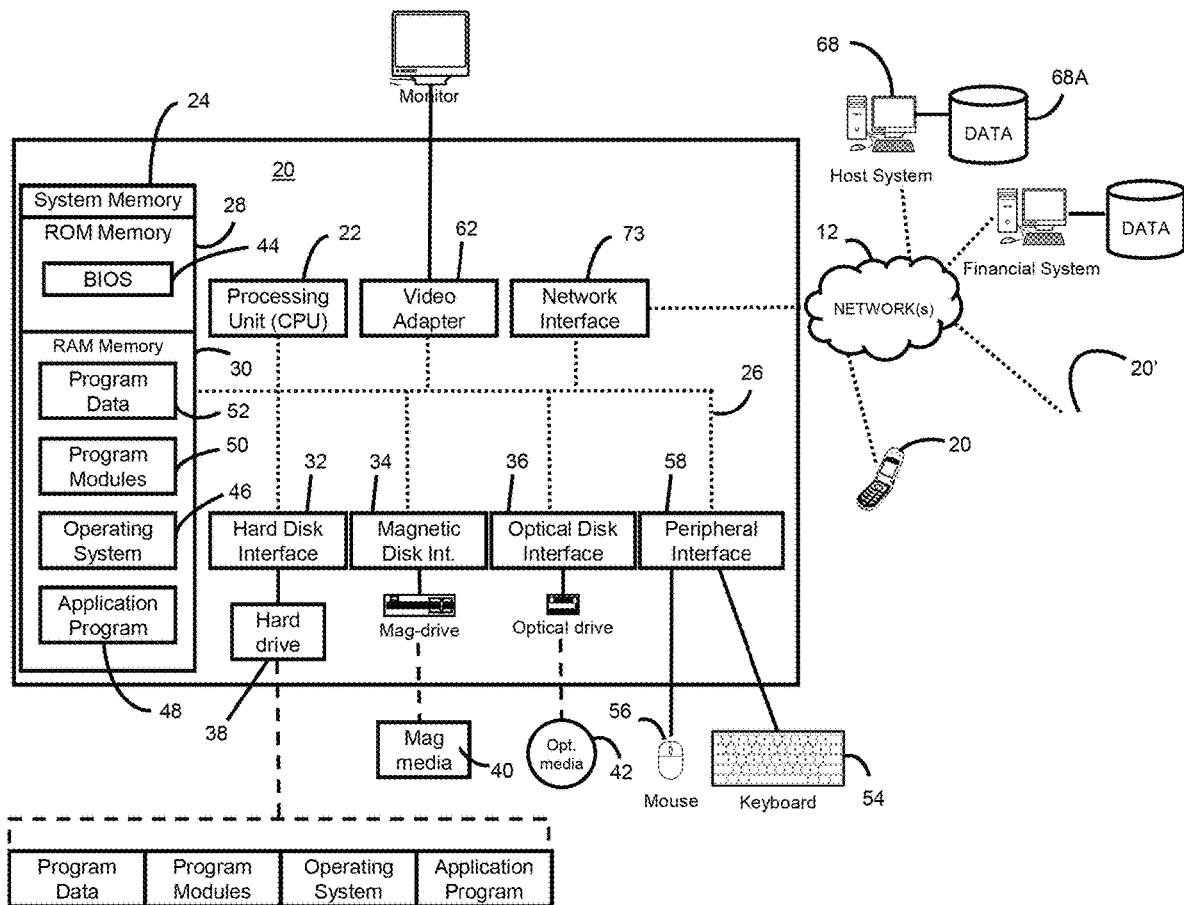 Monitor
68
68A
DATA
Host System
24
20
System Memory
ROM Memory
28
44
BIOS
22
62
73
12
DATA
Financial System
Processing
Unit (CPU)
Video
Adapter
Network
Interface
NETWORK(s)
RAM Memory
30
Program
Data
52
26
20'
50
Program
Modules
20
46
32
34
36
58
Operating
System
Hard Disk
Interface
Magnetic
Disk Int.
Optical Disk
Interface
Peripheral
Interface
Application
Program
Hard
drive
Mag-drive
Optical drive
48
38
Mag
media
40
Opt.
media
42
56
Mouse
Keyboard
54
Program
Data
Program
Modules
Operating
System
Application
Program